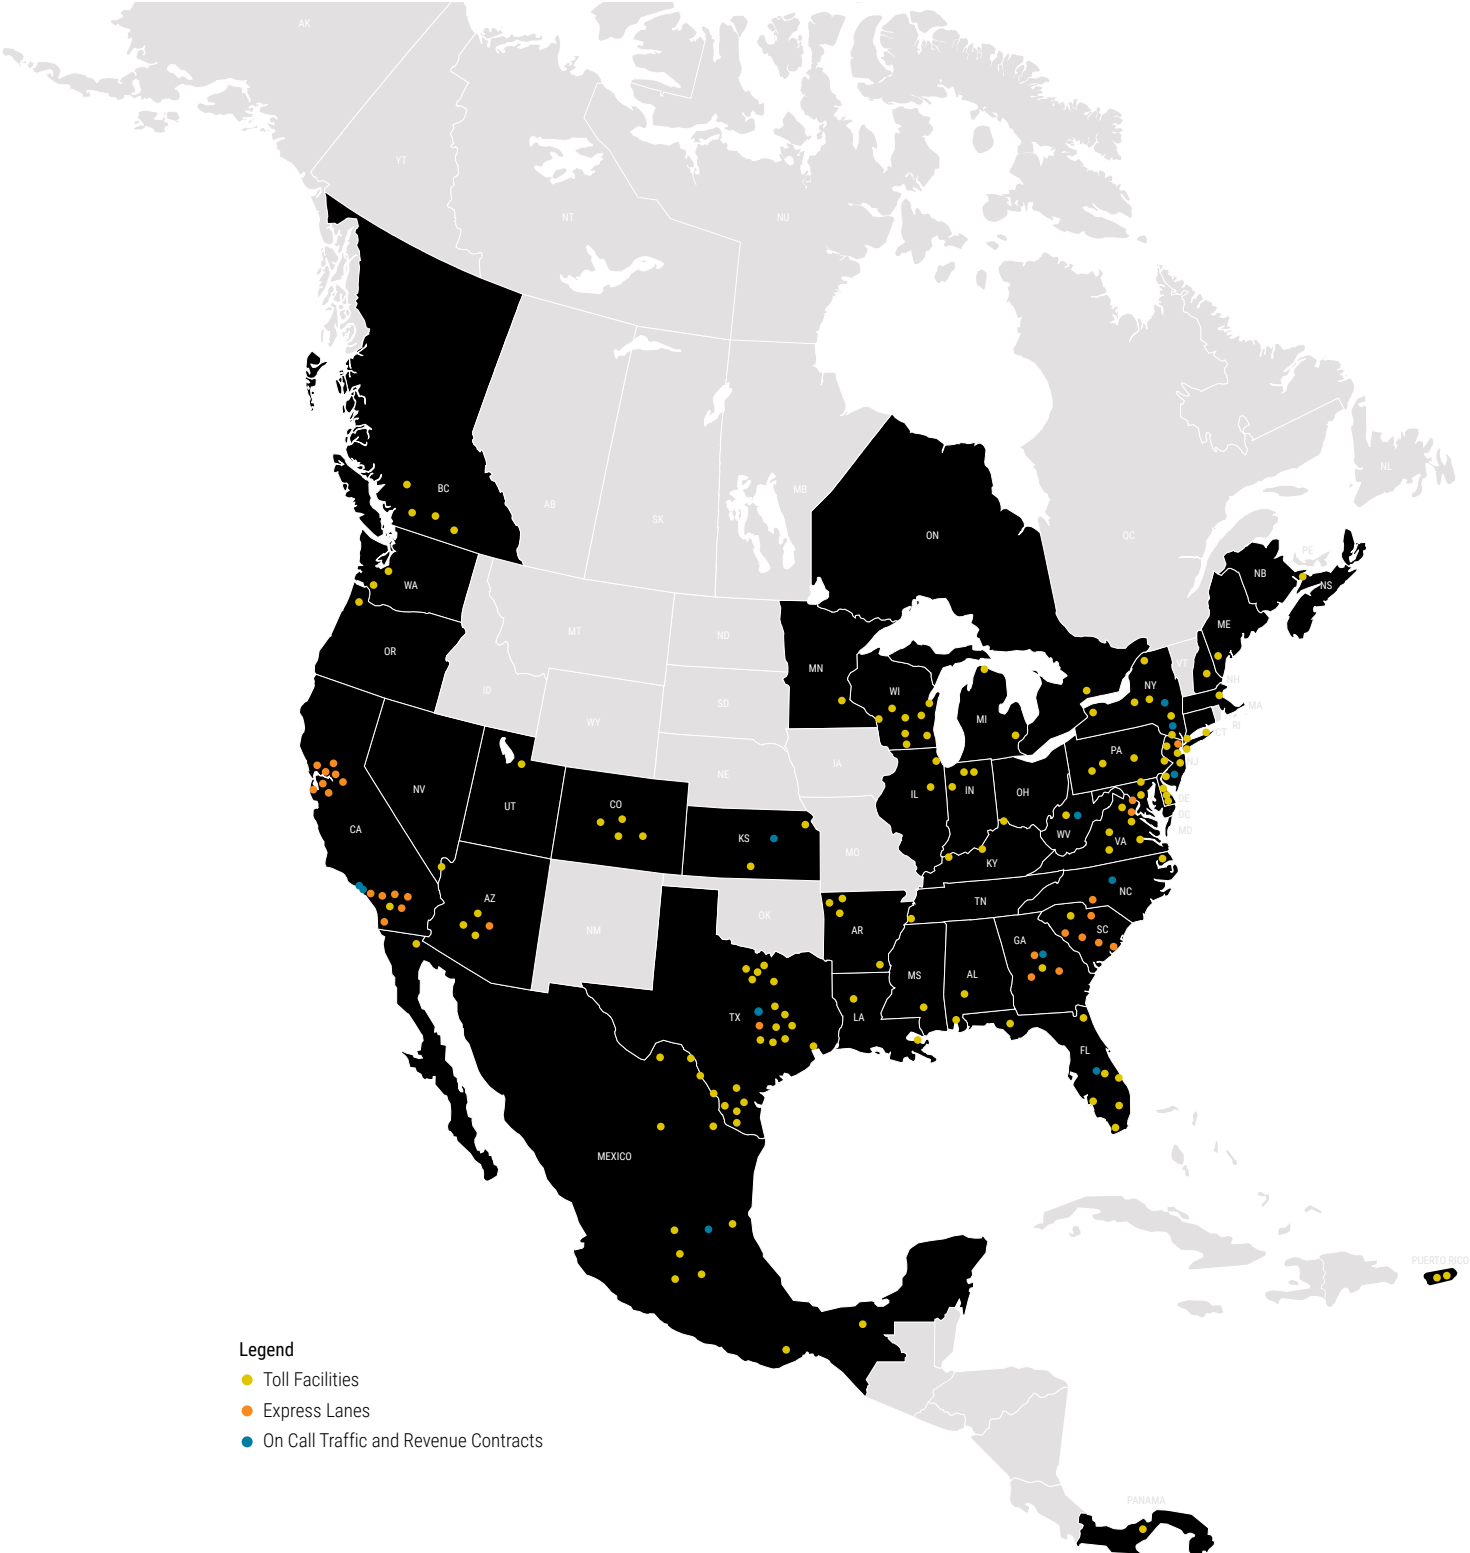 AK
YT
NT
NU
BC
AB
SK
MB
ON
QC
NL
PE
NB
NS
ME
WA
OR
MT
ID
ND
SD
WY
NE
MN
WI
IA
MI
NY
VT
NH
MA
RI
CT
NJ
PA
DE
DC
MD
NV
UT
CO
KS
MO
IL
IN
OH
WV
VA
KY
CA
AZ
NM
OK
AR
TN
NC
SC
GA
AL
MS
LA
TX
FL
MEXICO
PUERTO RICO
PANAMA
Legend
Toll Facilities
Express Lanes
On Call Traffic and Revenue Contracts